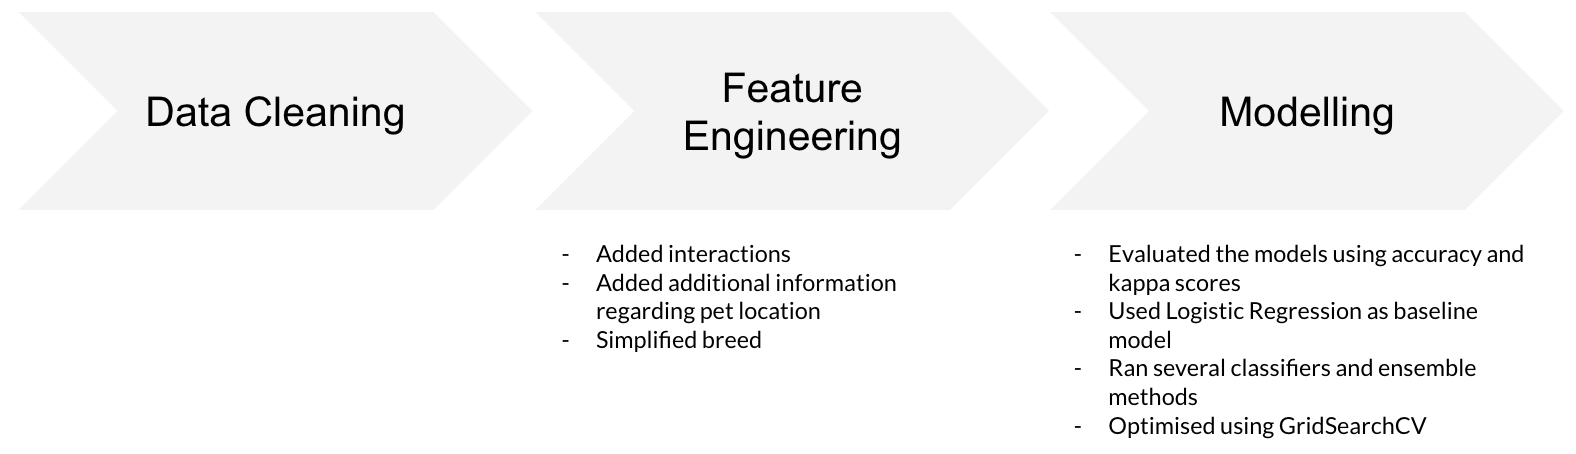 Data Cleaning
Feature
Engineering
Modelling
- Added interactions
- Added additional information
regarding pet location
- Simplified breed
- Evaluated the models using accuracy and
kappa scores
- Used Logistic Regression as baseline
model
- Ran several classifiers and ensemble
methods
- Optimised using GridSearchCV